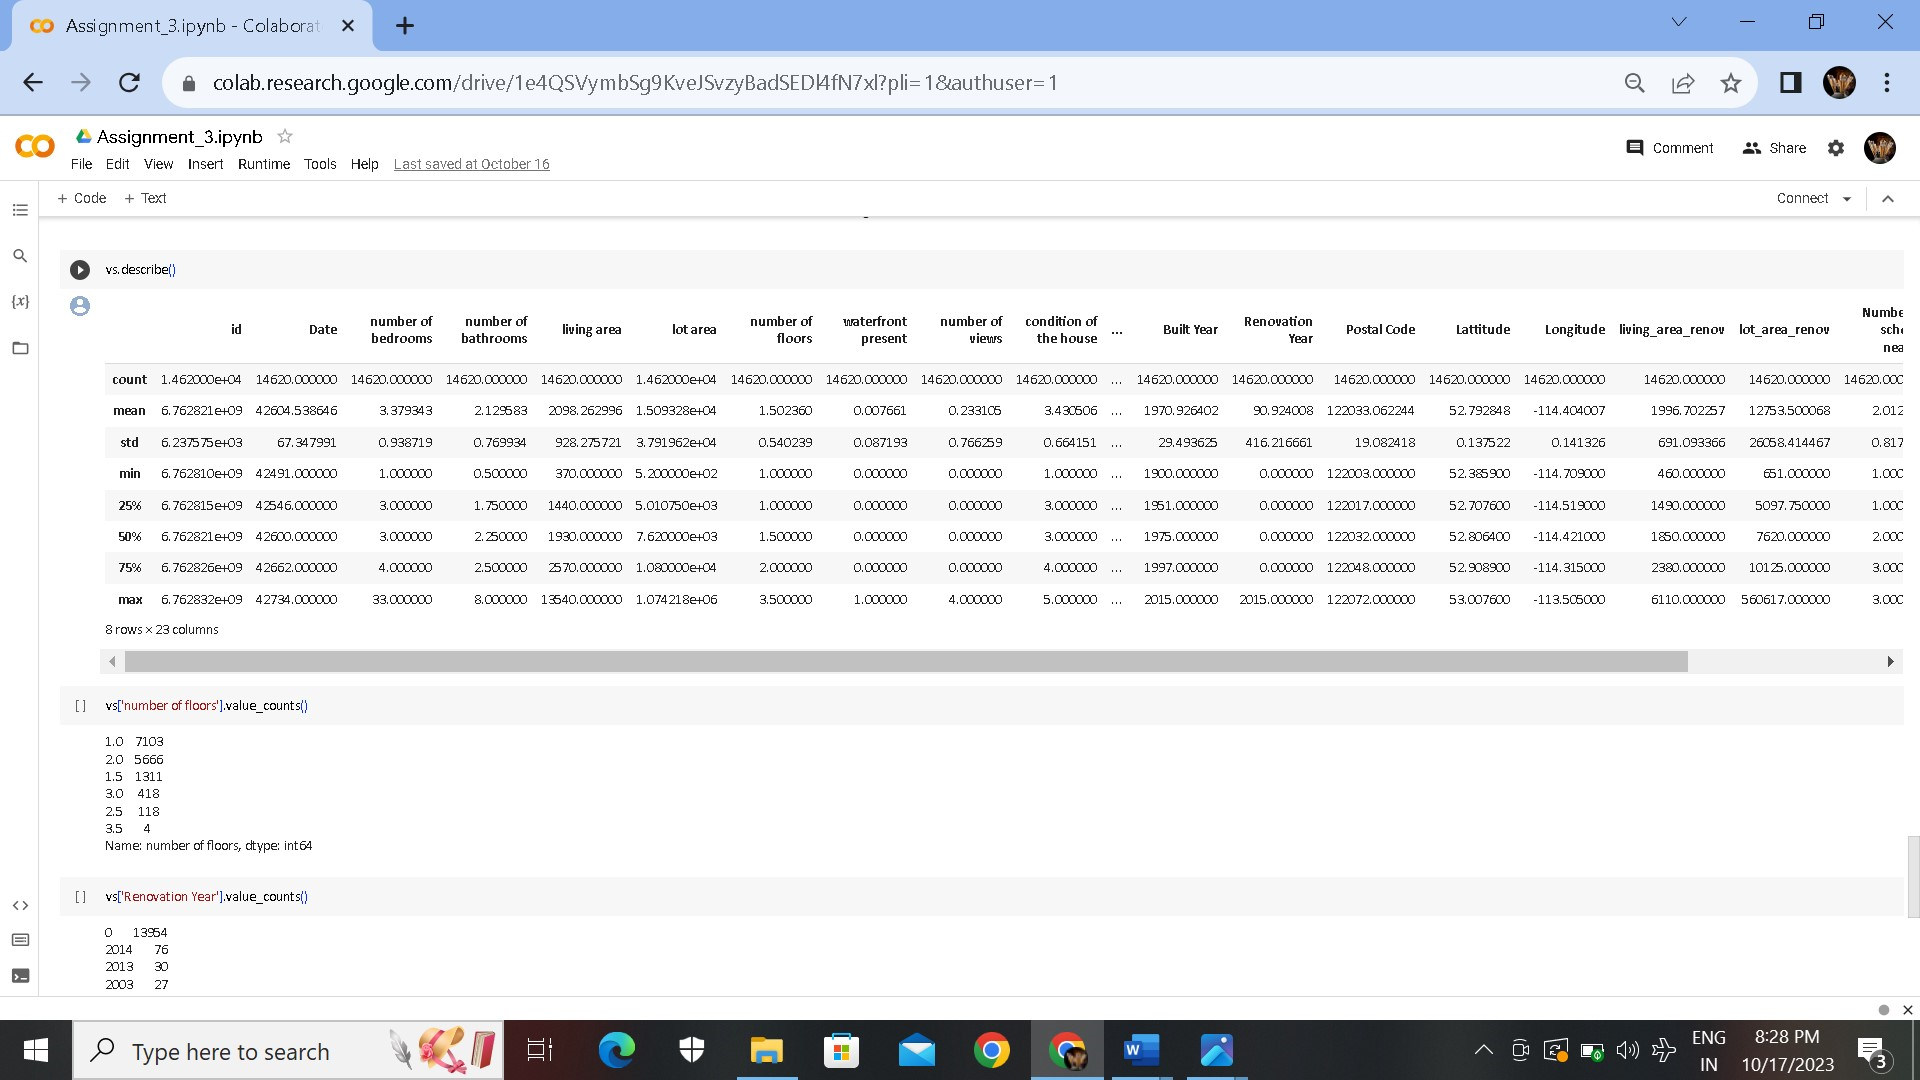 Assignment_3.ipynb - Colaborat
colab.research.google.com/drive/1e4QSVymbSg9KveJSvzyBadSEDl4fN7xl?pli=1&authuser=1
Assignment_3.ipynb
File Edit View Insert Runtime Tools Help Last saved at October 16
Comment Share
+ Code + Text
Connect
vs.describe()
id Date number of bedrooms number of bathrooms living area lot area number of floors waterfront present number of views condition of the house ... Built Year Renovation Year Postal Code Lattitude Longitude living_area_renov lot_area_renov Numbe sch nea
count 1.462000e+04 14620.000000 14620.000000 14620.000000 14620.000000 1.462000e+04 14620.000000 14620.000000 14620.000000 14620.000000 ... 14620.000000 14620.000000 14620.000000 14620.000000 14620.000000 14620.000000 14620.000000 14620.000
mean 6.762821e+09 42604.538646 3.379343 2.129583 2098.262996 1.509328e+04 1.502360 0.007661 0.233105 3.430506 ... 1970.926402 90.924008 122033.062244 52.792848 -114.404007 1996.702257 12753.500068 2.012
std 6.237575e+03 67.347991 0.938719 0.769934 928.275721 3.791962e+04 0.540239 0.087193 0.766259 0.664151 ... 29.493625 416.216661 19.082418 0.137522 0.141326 691.093366 26058.414467 0.817
min 6.762810e+09 42491.000000 1.000000 0.500000 370.000000 5.200000e+02 1.000000 0.000000 0.000000 1.000000 ... 1900.000000 0.000000 122003.000000 52.385900 -114.709000 460.000000 651.000000 1.000
25% 6.762815e+09 42546.000000 3.000000 1.750000 1440.000000 5.010750e+03 1.000000 0.000000 0.000000 3.000000 ... 1951.000000 0.000000 122017.000000 52.707600 -114.519000 1490.000000 5097.750000 1.000
50% 6.762821e+09 42600.000000 3.000000 2.250000 1930.000000 7.620000e+03 1.500000 0.000000 0.000000 3.000000 ... 1975.000000 0.000000 122032.000000 52.806400 -114.421000 1850.000000 7620.000000 2.000
75% 6.762826e+09 42662.000000 4.000000 2.500000 2570.000000 1.080000e+04 2.000000 0.000000 0.000000 4.000000 ... 1997.000000 0.000000 122048.000000 52.908900 -114.315000 2380.000000 10125.000000 3.000
max 6.762832e+09 42734.000000 33.000000 8.000000 13540.000000 1.074218e+06 3.500000 1.000000 4.000000 5.000000 ... 2015.000000 2015.000000 122072.000000 53.007600 -113.505000 6110.000000 560617.000000 3.000
8 rows × 23 columns
[ ] vs['number of floors'].value_counts()
1.0 7103
2.0 5666
1.5 1311
3.0 418
2.5 118
3.5 4
Name: number of floors, dtype: int64
[ ] vs['Renovation Year'].value_counts()
0 13954
2014 76
2013 30
2003 27
Type here to search
ENG
IN
8:28 PM
10/17/2023
3